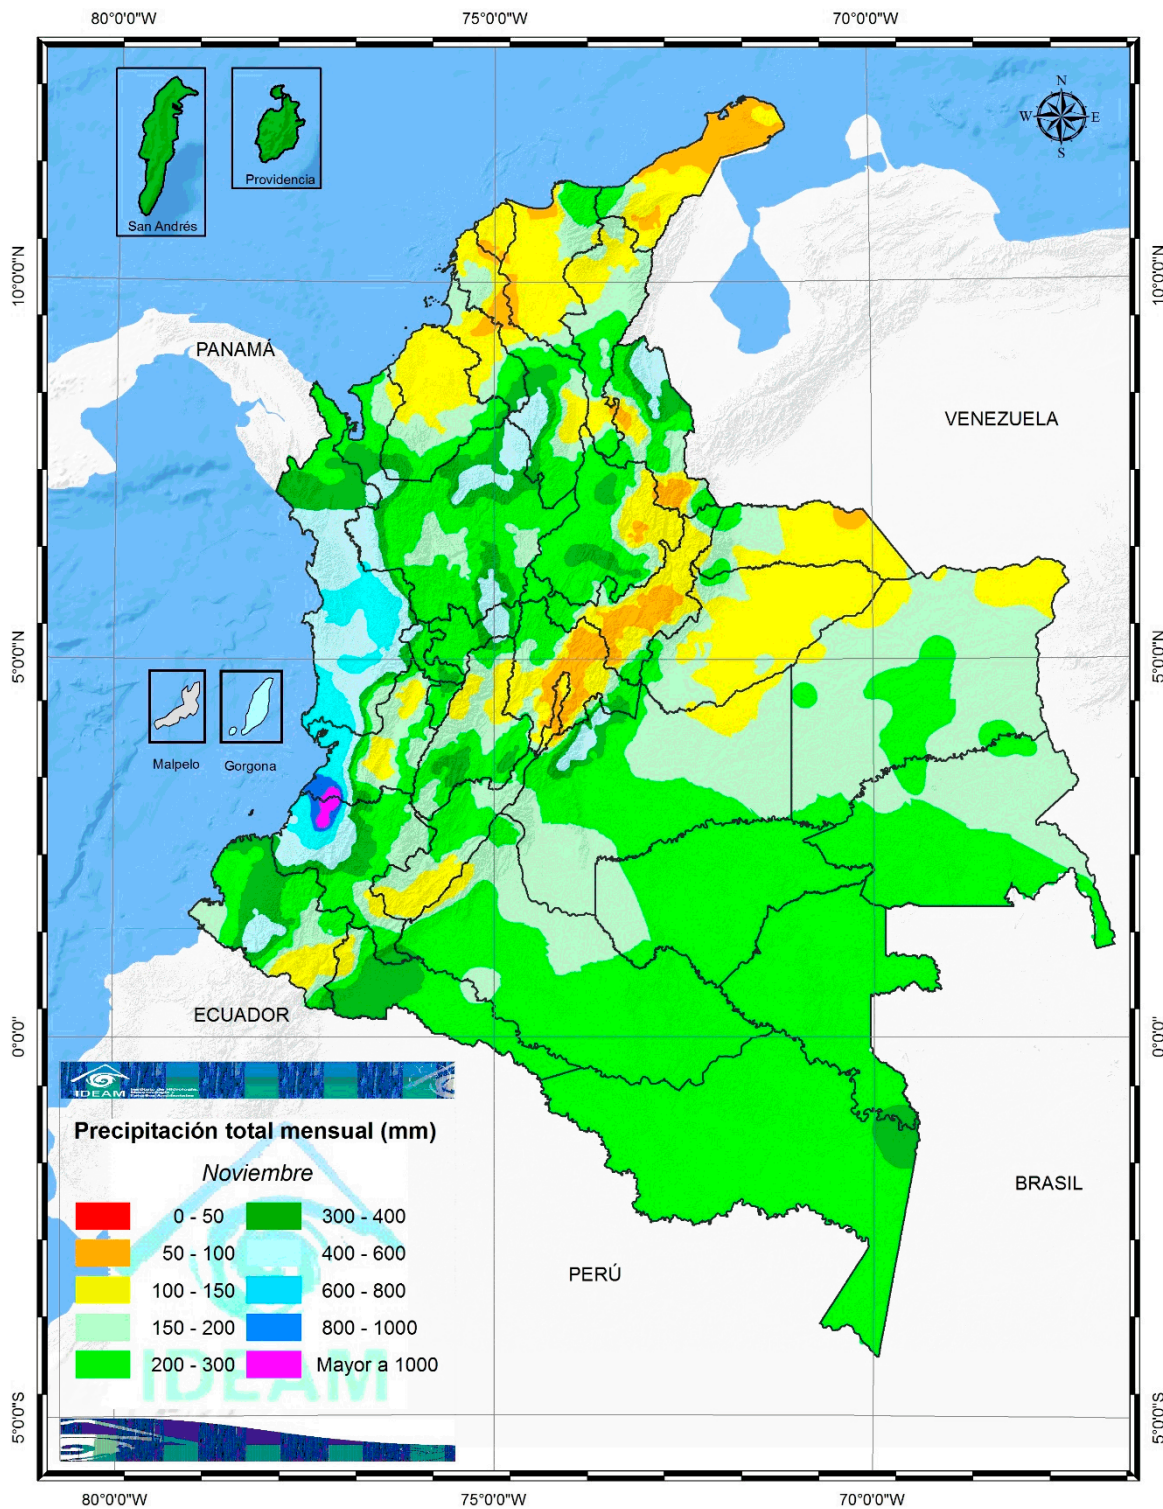 80°0'0"W
75°0'0"W
70°0'0"W
N
W
E
S
San Andrés
Providencia
10°0'0"N
10°0'0"N
PANAMÁ
VENEZUELA
5°0'0"N
5°0'0"N
Malpelo
Gorgona
ECUADOR
0°0'0"
0°0'0"
IDEAM
Precipitación total mensual (mm)
Noviembre
0 - 50
300 - 400
50 - 100
400 - 600
100 - 150
600 - 800
150 - 200
800 - 1000
200 - 300
Mayor a 1000
IDEAM
PERÚ
BRASIL
5°0'0"S
5°0'0"S
80°0'0"W
75°0'0"W
70°0'0"W